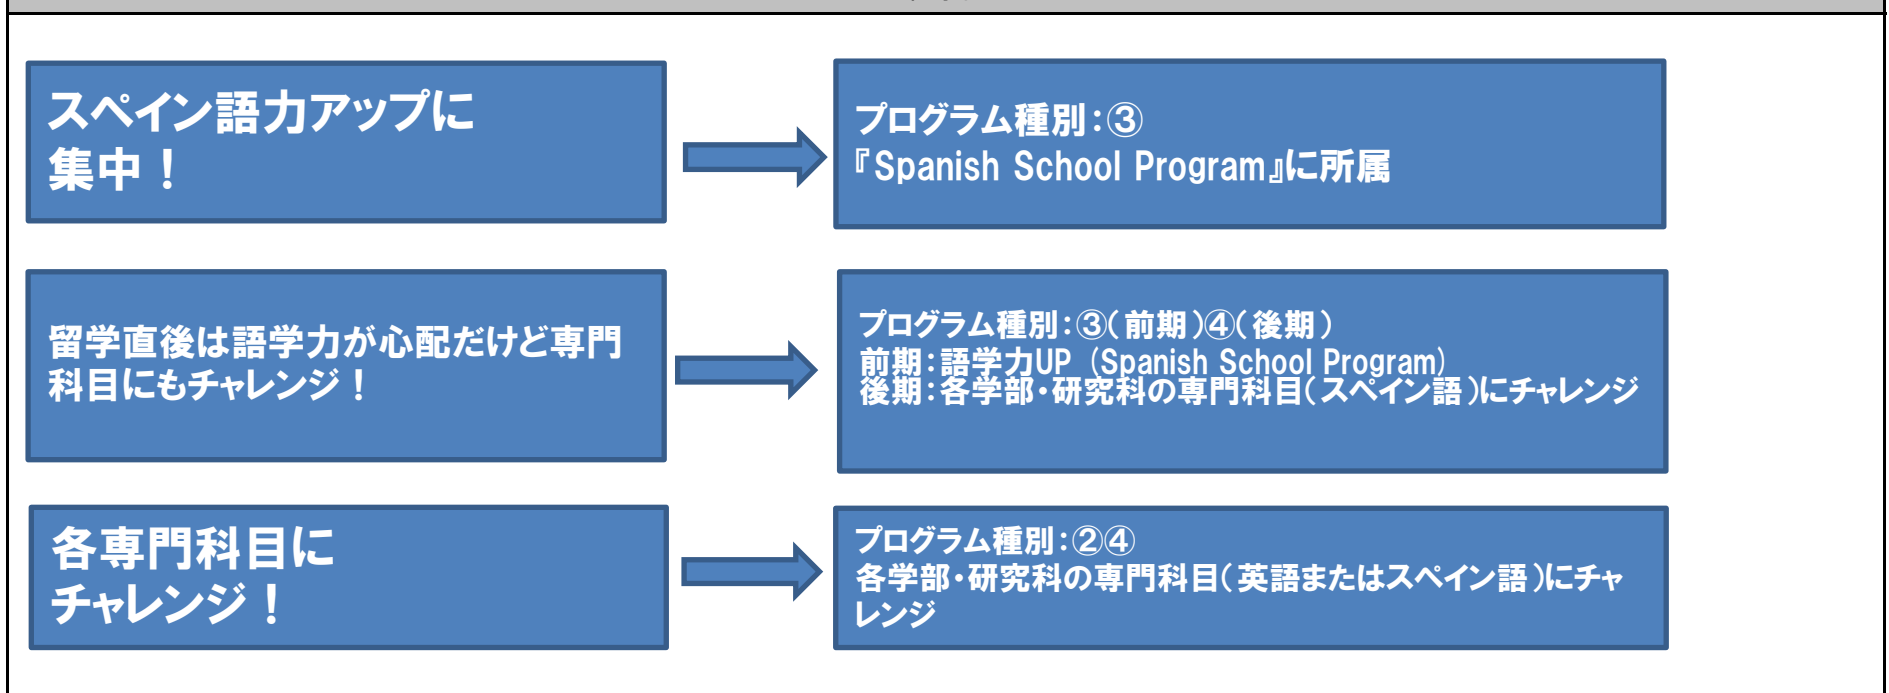 スペイン語力アップに
集中！
プログラム種別：③
『Spanish School Program』に所属
留学直後は語学力が心配だけど専門
科目にもチャレンジ！
プログラム種別：③（前期）④（後期）
前期：語学力UP (Spanish School Program)
後期：各学部・研究科の専門科目（スペイン語）にチャレンジ
各専門科目に
チャレンジ！
プログラム種別：②④
各学部・研究科の専門科目（英語またはスペイン語）にチャ
レンジ